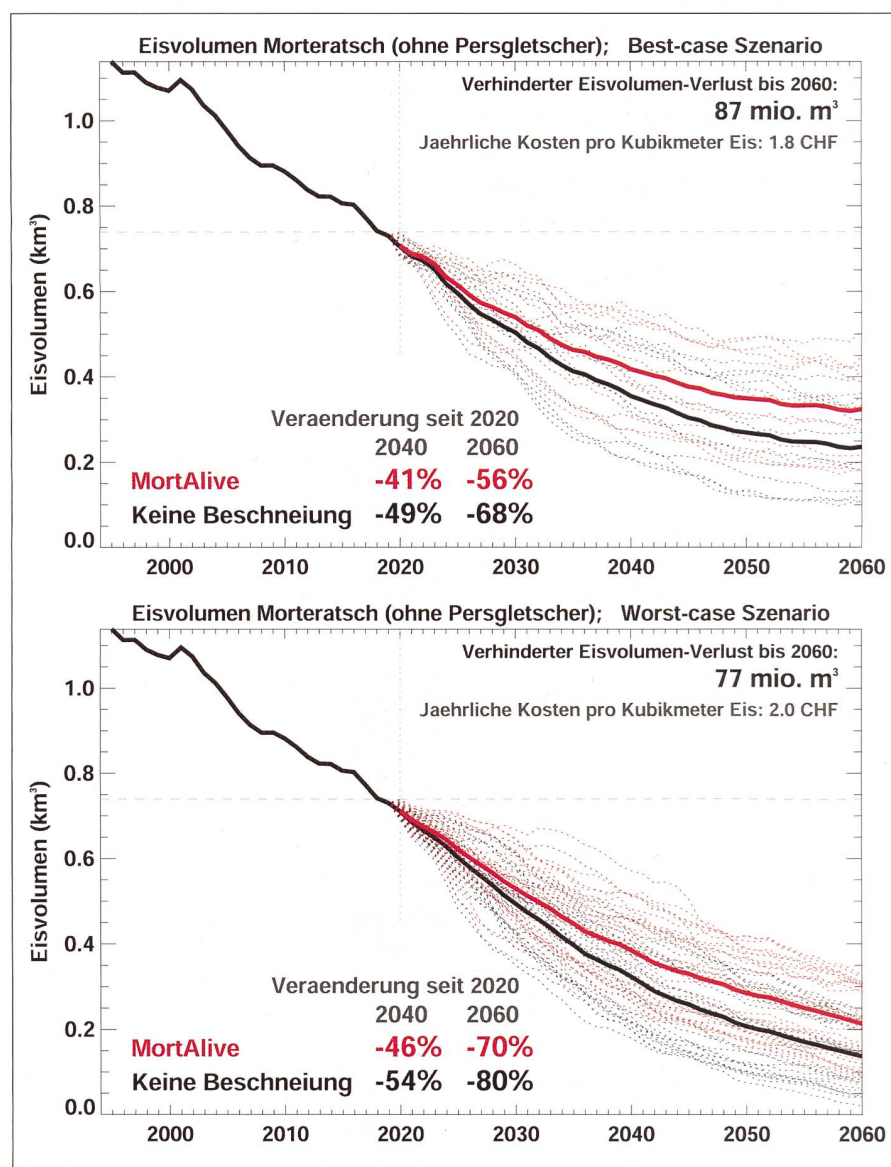 Eisvolumen Morteratsch (ohne Persgletscher); Best-case Szenario
Verhinderter Eisvolumen-Verlust bis 2060:
87 mio. m³
Jaehrliche Kosten pro Kubikmeter Eis: 1.8 CHF
Eisvolumen (km³)
1.0
0.8
0.6
0.4
0.2
0.0
Veraenderung seit 2020
2040 2060
MortAlive -41% -56%
Keine Beschneiung -49% -68%
2000 2010 2020 2030 2040 2050 2060
Eisvolumen Morteratsch (ohne Persgletscher); Worst-case Szenario
Verhinderter Eisvolumen-Verlust bis 2060:
77 mio. m³
Jaehrliche Kosten pro Kubikmeter Eis: 2.0 CHF
Eisvolumen (km³)
1.0
0.8
0.6
0.4
0.2
0.0
Veraenderung seit 2020
2040 2060
MortAlive -46% -70%
Keine Beschneiung -54% -80%
2000 2010 2020 2030 2040 2050 2060